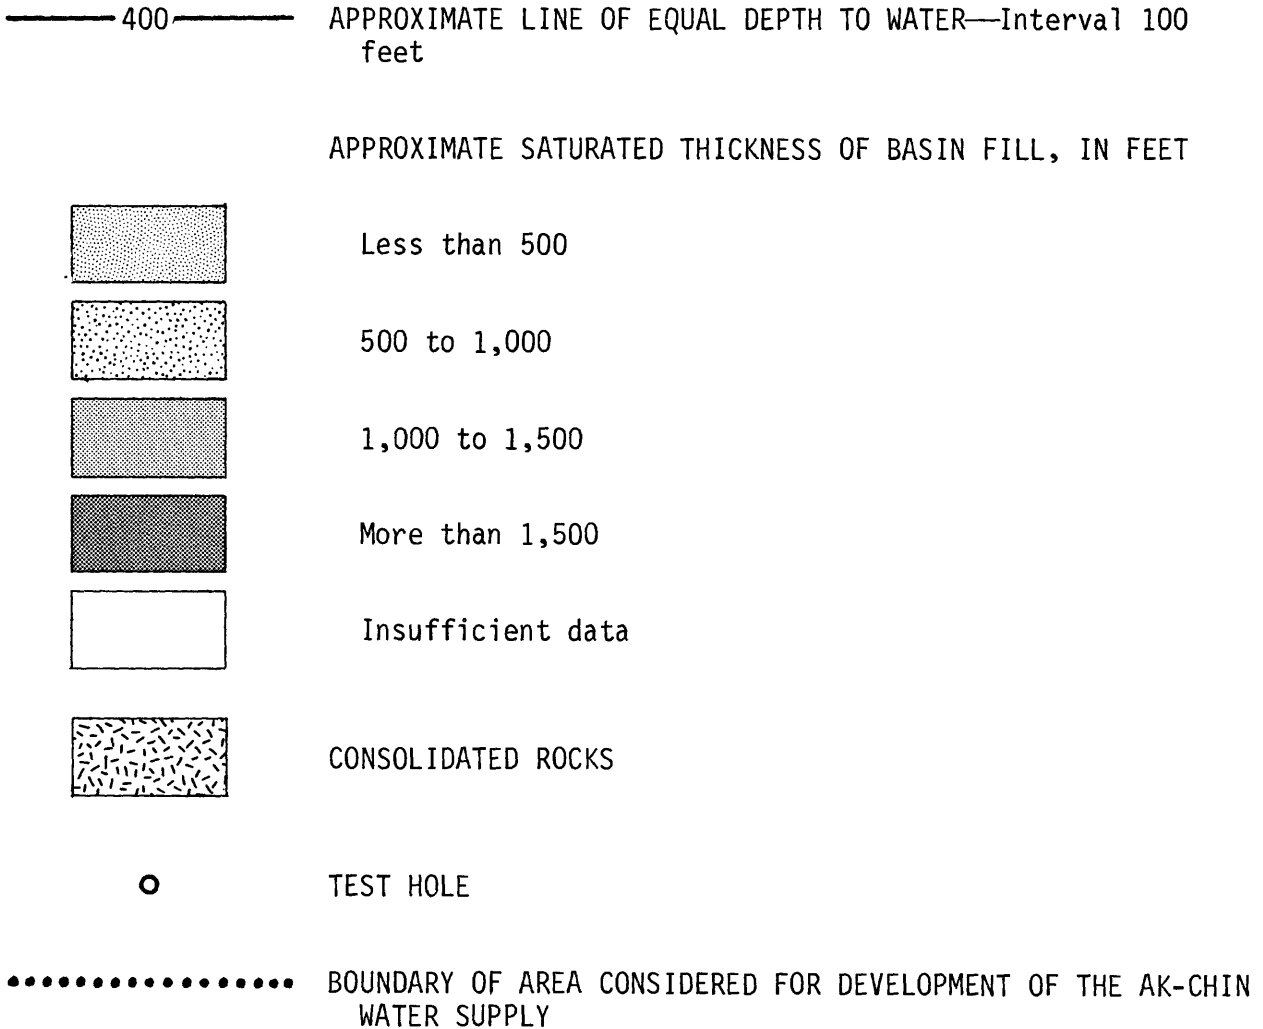 400 APPROXIMATE LINE OF EQUAL DEPTH TO WATER—Interval 100
feet
APPROXIMATE SATURATED THICKNESS OF BASIN FILL, IN FEET
Less than 500
500 to 1,000
1,000 to 1,500
More than 1,500
Insufficient data
CONSOLIDATED ROCKS
TEST HOLE
BOUNDARY OF AREA CONSIDERED FOR DEVELOPMENT OF THE AK-CHIN
WATER SUPPLY